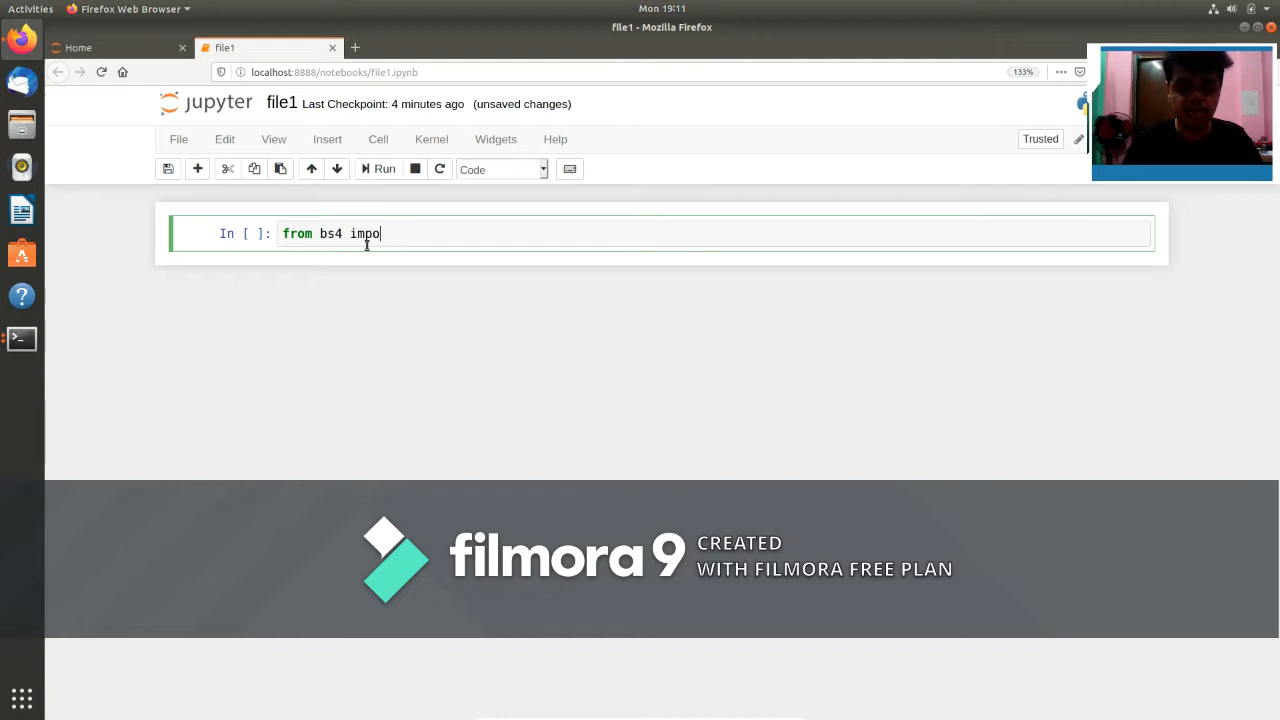 Activities
Firefox Web Browser
Mon 19:11
file1 - Mozilla Firefox
Home
file1
localhost:8888/notebooks/file1.ipynb
133%
jupyter
file1 Last Checkpoint: 4 minutes ago (unsaved changes)
File Edit View Insert Cell Kernel Widgets Help
Trusted
Run
Code
In [ ]: from bs4 impo
filmora 9
CREATED
WITH FILMORA FREE PLAN